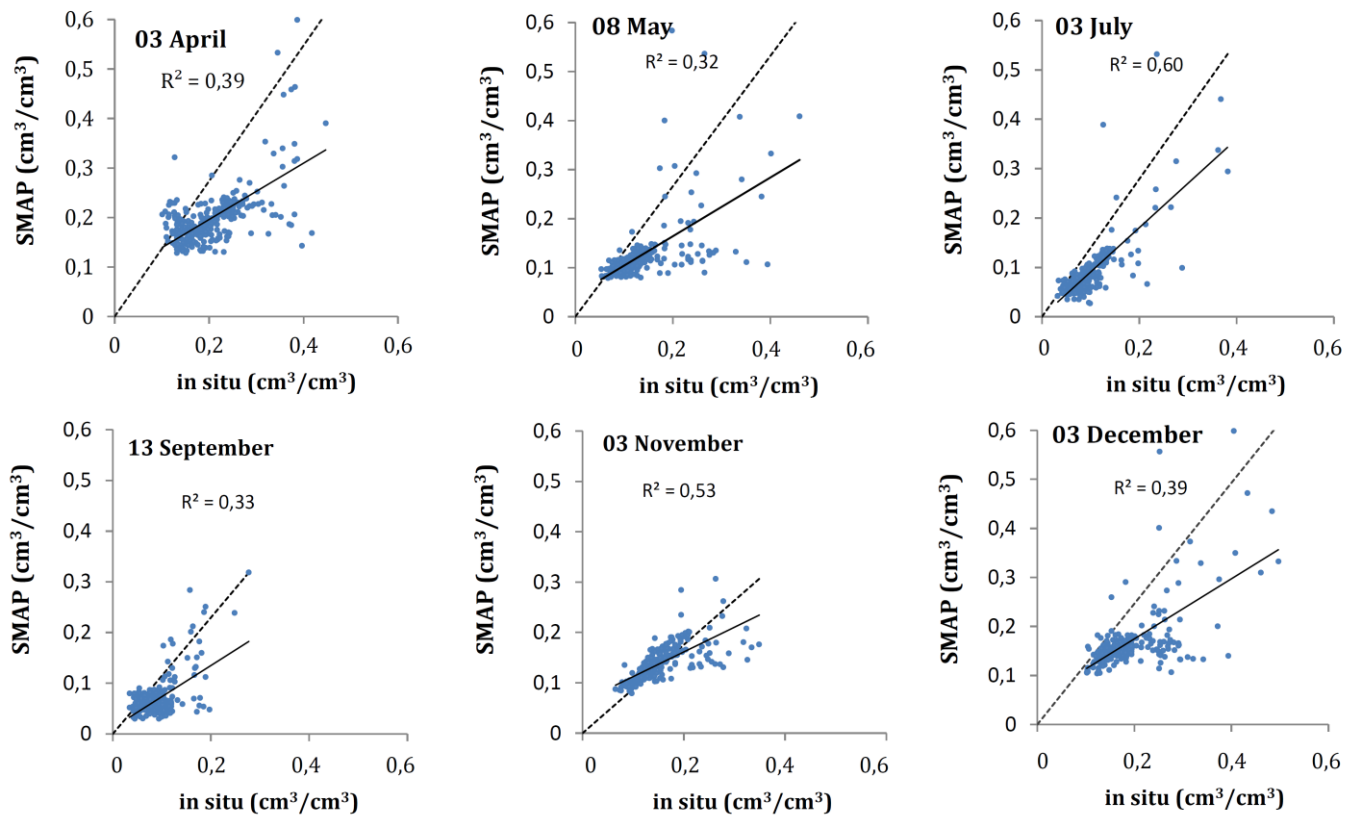 03 April
R² = 0,39
SMAP (cm³/cm³)
0,6
0,5
0,4
0,3
0,2
0,1
0
0
0,2
0,4
0,6
in situ (cm³/cm³)
08 May
R² = 0,32
SMAP (cm³/cm³)
0,6
0,5
0,4
0,3
0,2
0,1
0
0
0,2
0,4
0,6
in situ (cm³/cm³)
03 July
R² = 0,60
SMAP (cm³/cm³)
0,6
0,5
0,4
0,3
0,2
0,1
0
0
0,2
0,4
0,6
in situ (cm³/cm³)
13 September
R² = 0,33
SMAP (cm³/cm³)
0,6
0,5
0,4
0,3
0,2
0,1
0
0
0,2
0,4
0,6
in situ (cm³/cm³)
03 November
R² = 0,53
SMAP (cm³/cm³)
0,6
0,5
0,4
0,3
0,2
0,1
0
0
0,2
0,4
0,6
in situ (cm³/cm³)
03 December
R² = 0,39
SMAP (cm³/cm³)
0,6
0,5
0,4
0,3
0,2
0,1
0
0
0,2
0,4
0,6
in situ (cm³/cm³)